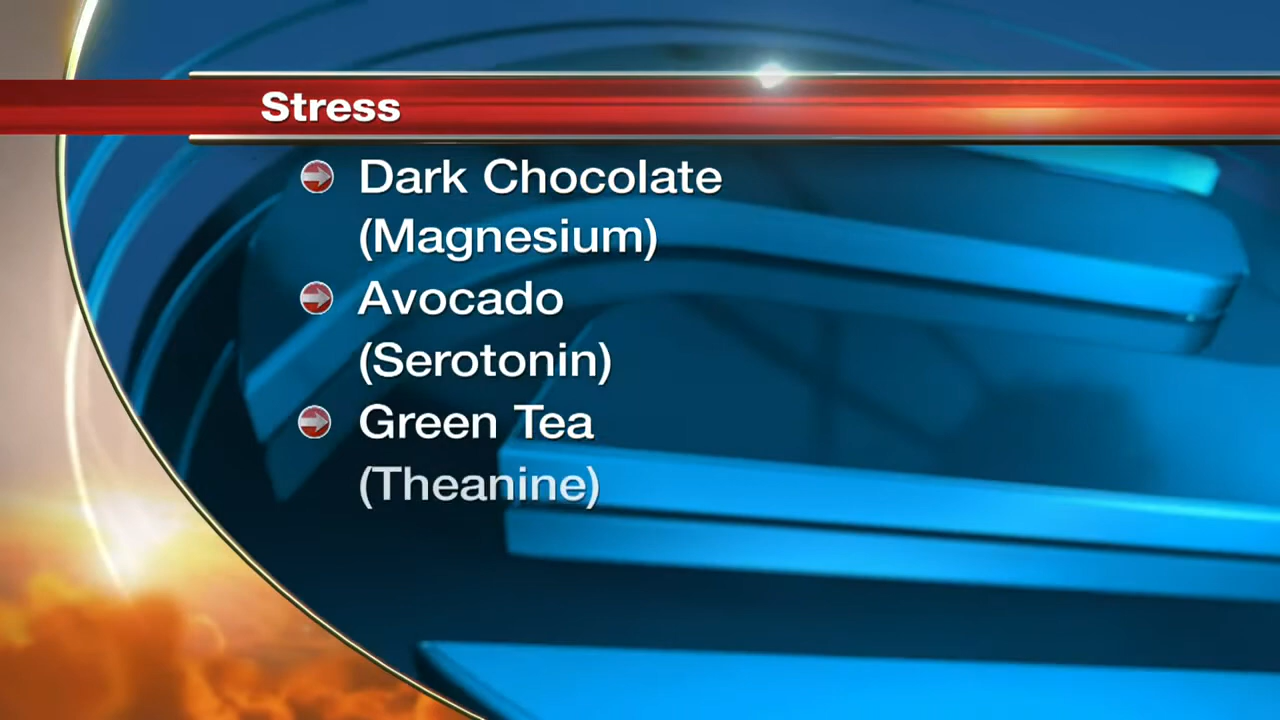 Stress
Dark Chocolate
(Magnesium)
Avocado
(Serotonin)
Green Tea
(Theanine)